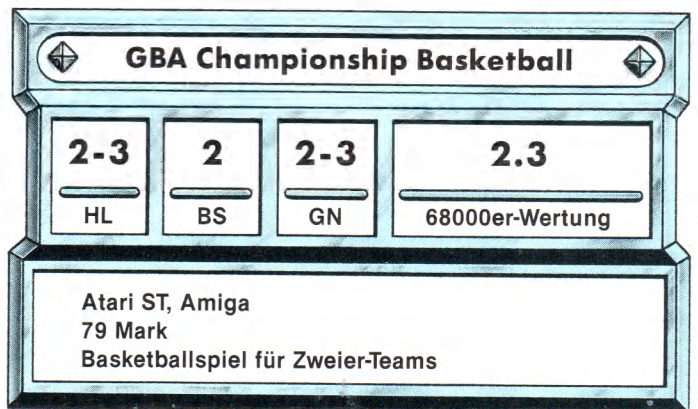 GBA Championship Basketball
2-3 2 2-3 2.3
HL BS GN 68000er-Wertung
Atari ST, Amiga
79 Mark
Basketballspiel für Zweier-Teams